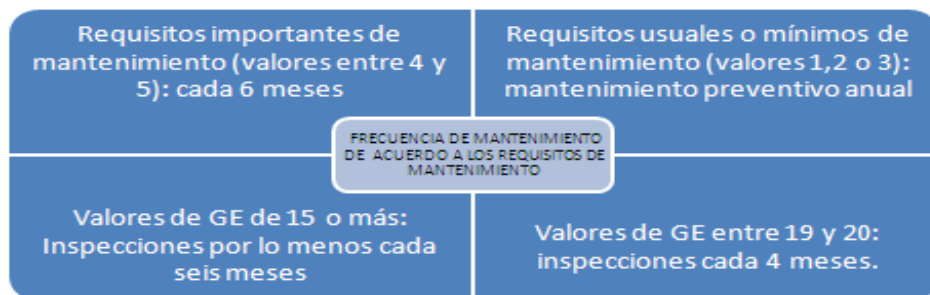 Requisitos importantes de
mantenimiento (valores entre 4 y
5): cada 6 meses
Requisitos usuales o mínimos de
mantenimiento (valores 1,2 o 3):
mantenimiento preventivo anual
FRECUENCIA DE MANTENIMIENTO
DE ACUERDO A LOS REQUISITOS DE
MANTENIMIENTO
Valores de GE de 15 o más:
Inspecciones por lo menos cada
seis meses
Valores de GE entre 19 y 20:
inspecciones cada 4 meses.